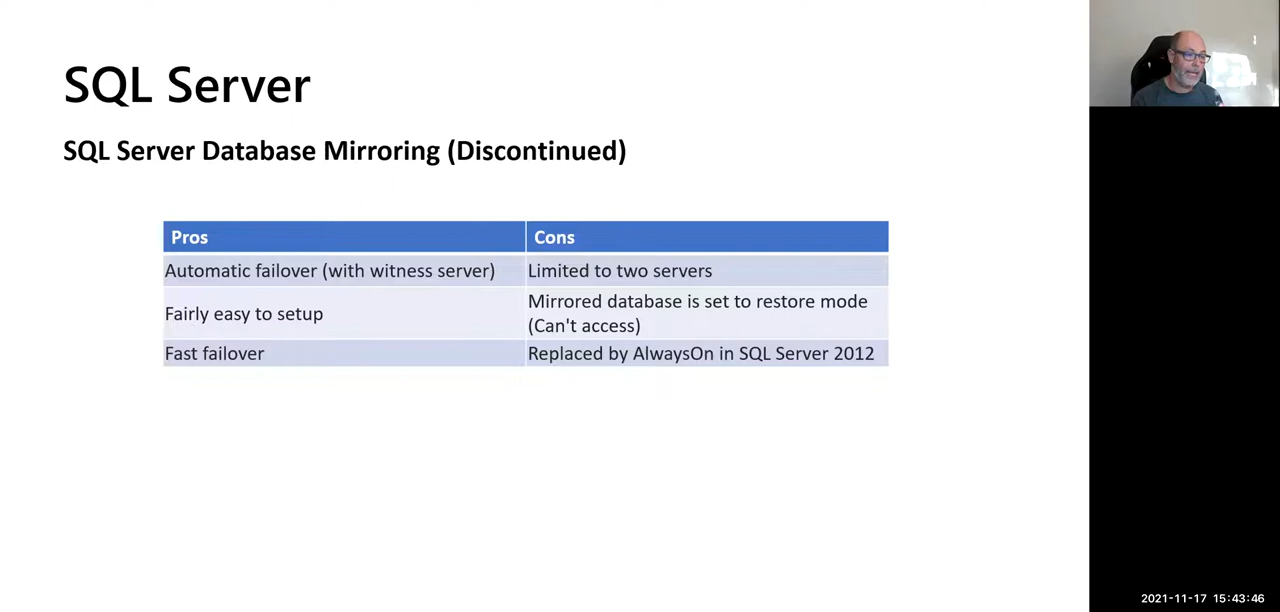 SQL Server
SQL Server Database Mirroring (Discontinued)
Pros
Cons
Automatic failover (with witness server)
Limited to two servers
Fairly easy to setup
Mirrored database is set to restore mode
(Can't access)
Fast failover
Replaced by AlwaysOn in SQL Server 2012
2021-11-17 15:43:46